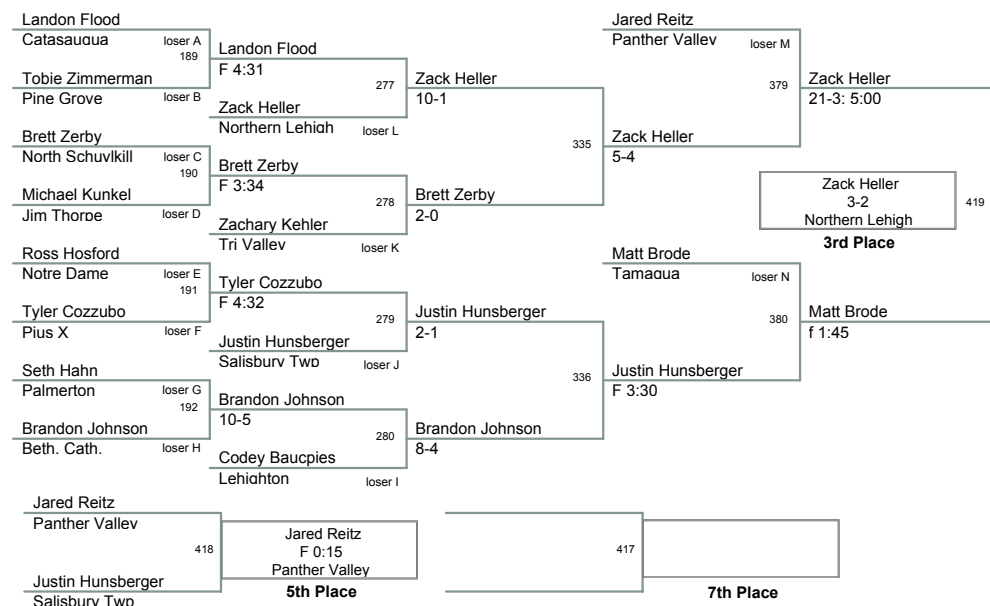 Landon Flood
Catasauqua
loser A
189
Tobie Zimmerman
Pine Grove
loser B
Brett Zerby
North Schuylkill
loser C
190
Michael Kunkel
Jim Thorpe
loser D
Ross Hosford
Notre Dame
loser E
191
Tyler Cozzubo
Pius X
loser F
Seth Hahn
Palmerton
loser G
192
Brandon Johnson
Beth. Cath.
loser H
Landon Flood
F 4:31
277
Zack Heller
Northern Lehigh
loser L
Brett Zerby
F 3:34
278
Zachary Kehler
Tri Valley
loser K
Tyler Cozzubo
F 4:32
279
Justin Hunsberger
Salisbury Twp
loser J
Brandon Johnson
10-5
280
Codey Baucpies
Lehighton
loser I
Zack Heller
10-1
335
Brett Zerby
2-0
Justin Hunsberger
2-1
336
Brandon Johnson
8-4
Jared Reitz
Panther Valley
loser M
379
Zack Heller
5-4
Matt Brode
Tamaqua
loser N
380
Justin Hunsberger
F 3:30
Zack Heller
21-3: 5:00
Zack Heller
3-2
Northern Lehigh
419
3rd Place
Matt Brode
f 1:45
Jared Reitz
Panther Valley
418
Justin Hunsberger
Salisbury Twp
Jared Reitz
F 0:15
Panther Valley
5th Place
417
7th Place